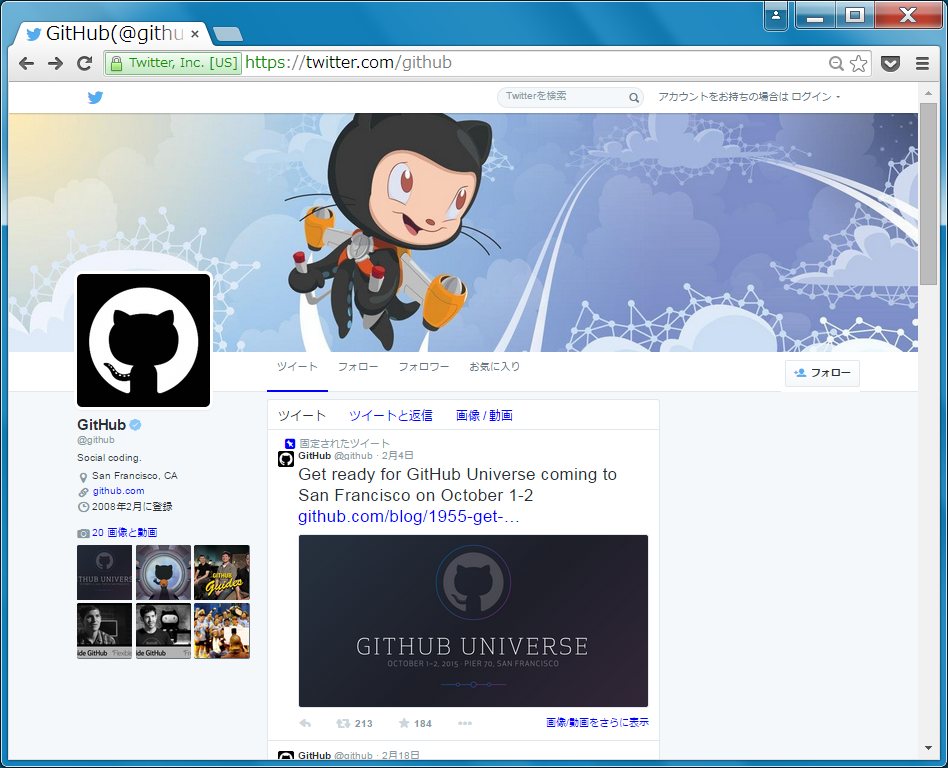 GitHub(@githu
Twitter, Inc. [US] https://twitter.com/github
Twitterを検索
アカウントをお持ちの場合は ログイン
ツイート フォロー フォロワー お気に入り
フォロー
GitHub
@github
Social coding.
San Francisco, CA
github.com
2008年2月に登録
20 画像と動画
THUB UNIVERS
GITHUB
Guides
ide GitHub
ide GitHub
ツイート ツイートと返信 画像 / 動画
固定されたツイート
GitHub @github · 2月4日
Get ready for GitHub Universe coming to
San Francisco on October 1-2
github.com/blog/1955-get-…
GITHUB UNIVERSE
OCTOBER 1-2, 2015 · PIER 70, SAN FRANCISCO
213 184 画像/動画をさらに表示
GitHub @github · 2月18日